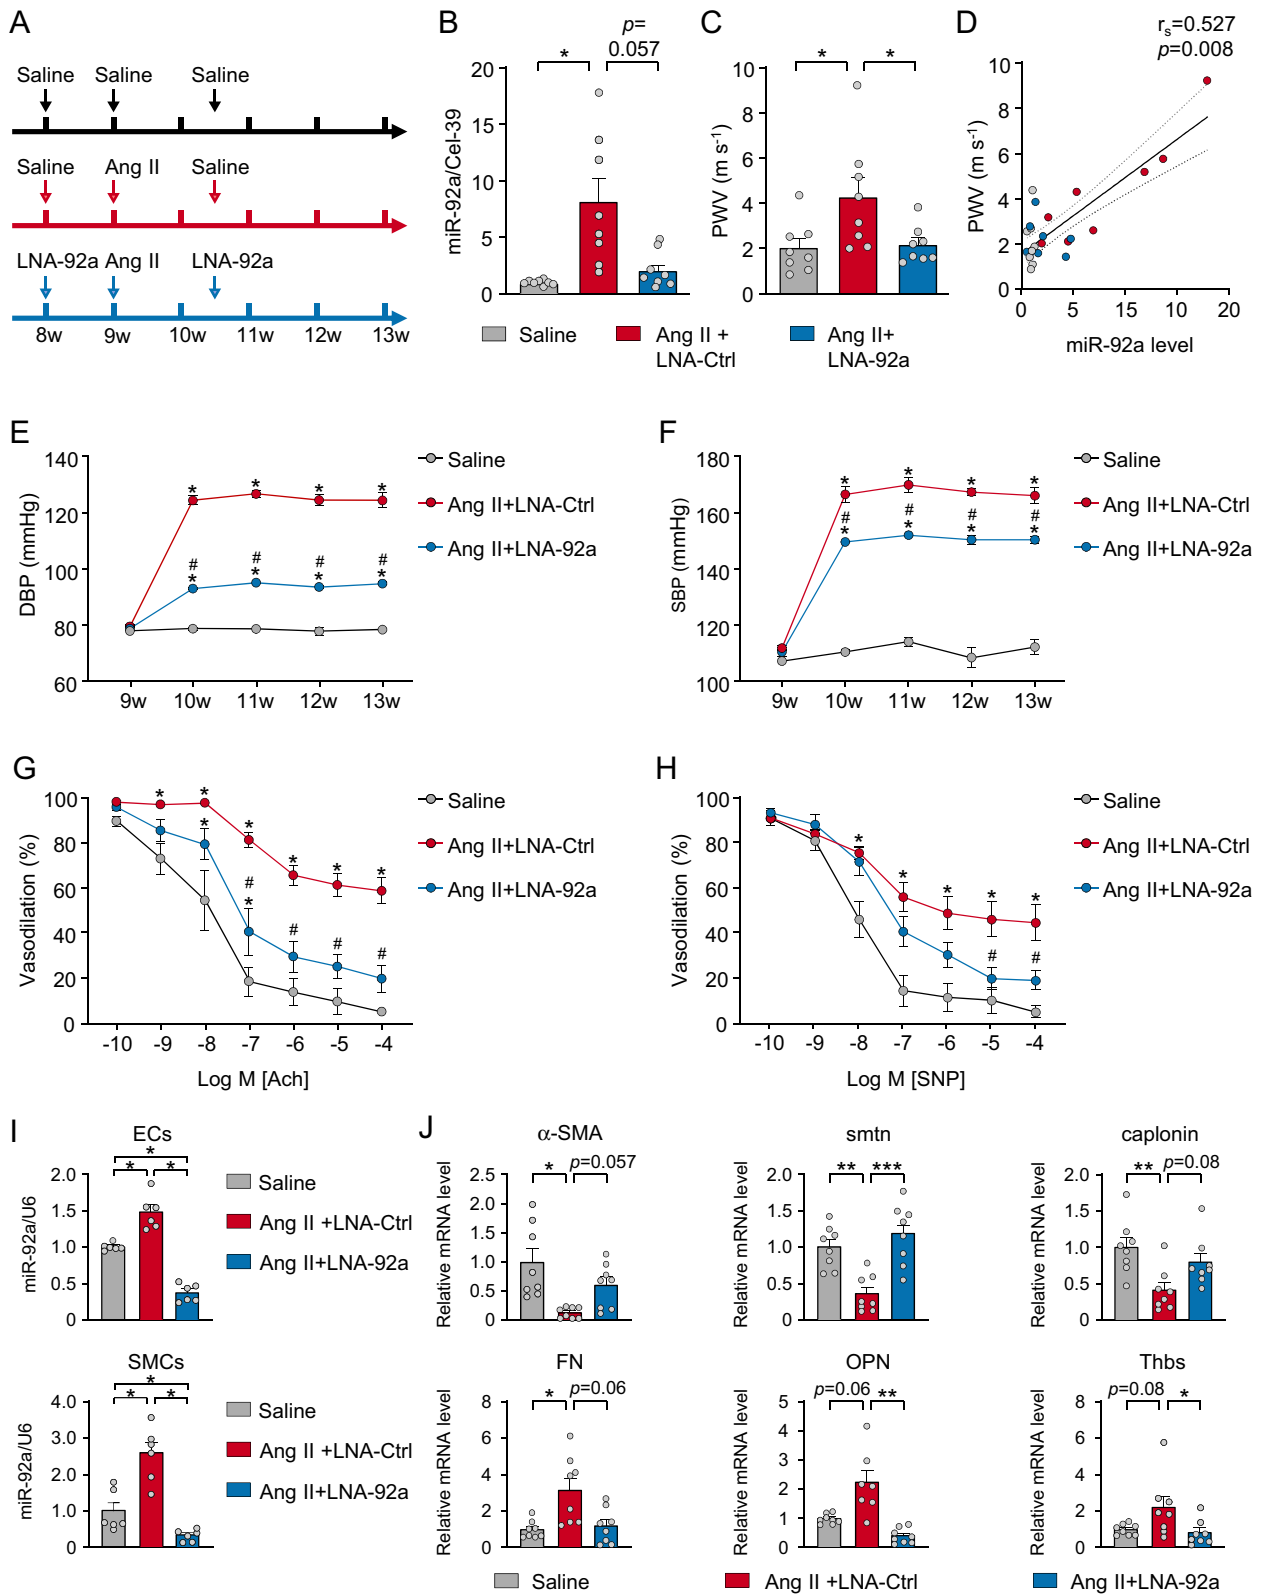 A
Saline Saline Saline
Saline Ang II Saline
LNA-92a Ang II LNA-92a
8w 9w 10w 11w 12w 13w
B
p=
0.057
*
miR-92a/Cel-39
20
15
10
5
0
C
* *
PWV (m s-1)
10
8
6
4
2
0
Saline
Ang II +
LNA-Ctrl
Ang II+
LNA-92a
D
rs=0.527
p=0.008
PWV (m s-1)
10
8
6
4
2
0
0 5 15 10 20
miR-92a level
E
DBP (mmHg)
140
120
100
80
60
* * * *
# # # #
* * * *
9w 10w 11w 12w 13w
Saline
Ang II+LNA-Ctrl
Ang II+LNA-92a
F
SBP (mmHg)
180
160
140
120
100
* * * *
# # # #
* * * *
9w 10w 11w 12w 13w
Saline
Ang II+LNA-Ctrl
Ang II+LNA-92a
G
Vasodilation (%)
100
80
60
40
20
0
* * * * * * *
* # * # # #
-10 -9 -8 -7 -6 -5 -4
Log M [Ach]
Saline
Ang II+LNA-Ctrl
Ang II+LNA-92a
H
Vasodilation (%)
100
80
60
40
20
0
* * * * *
# #
-10 -9 -8 -7 -6 -5 -4
Log M [SNP]
Saline
Ang II+LNA-Ctrl
Ang II+LNA-92a
I
ECs
*
* *
miR-92a/U6
2.0
1.5
1.0
0.5
0
Saline
Ang II +LNA-Ctrl
Ang II+LNA-92a
SMCs
*
* *
miR-92a/U6
4.0
3.0
2.0
1.0
0
Saline
Ang II +LNA-Ctrl
Ang II+LNA-92a
J
α-SMA
* p=0.057
Relative mRNA level
2.5
2.0
1.5
1.0
0.5
0
smtn
** ***
Relative mRNA level
2.0
1.5
1.0
0.5
0
caplonin
** p=0.08
Relative mRNA level
2.0
1.5
1.0
0.5
0
FN
* p=0.06
Relative mRNA level
8
6
4
2
0
OPN
p=0.06 **
Relative mRNA level
5
4
3
2
1
0
Thbs
p=0.08 *
Relative mRNA level
8
6
4
2
0
Saline
Ang II +LNA-Ctrl
Ang II+LNA-92a